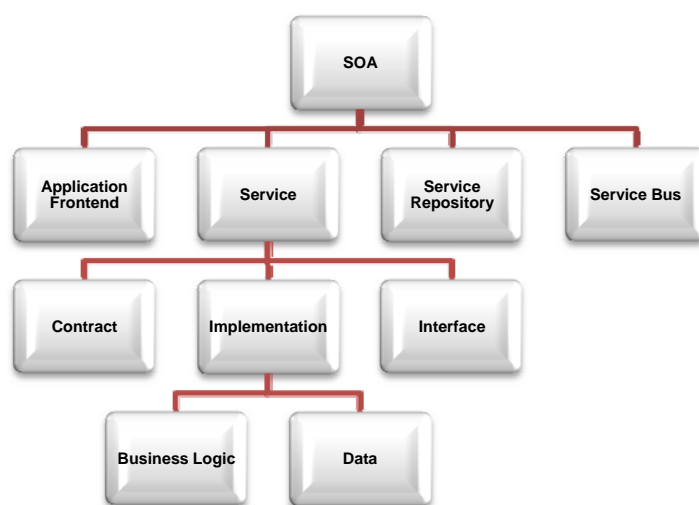 SOA
Application
Frontend
Service
Service
Repository
Service Bus
Contract
Implementation
Interface
Business Logic
Data